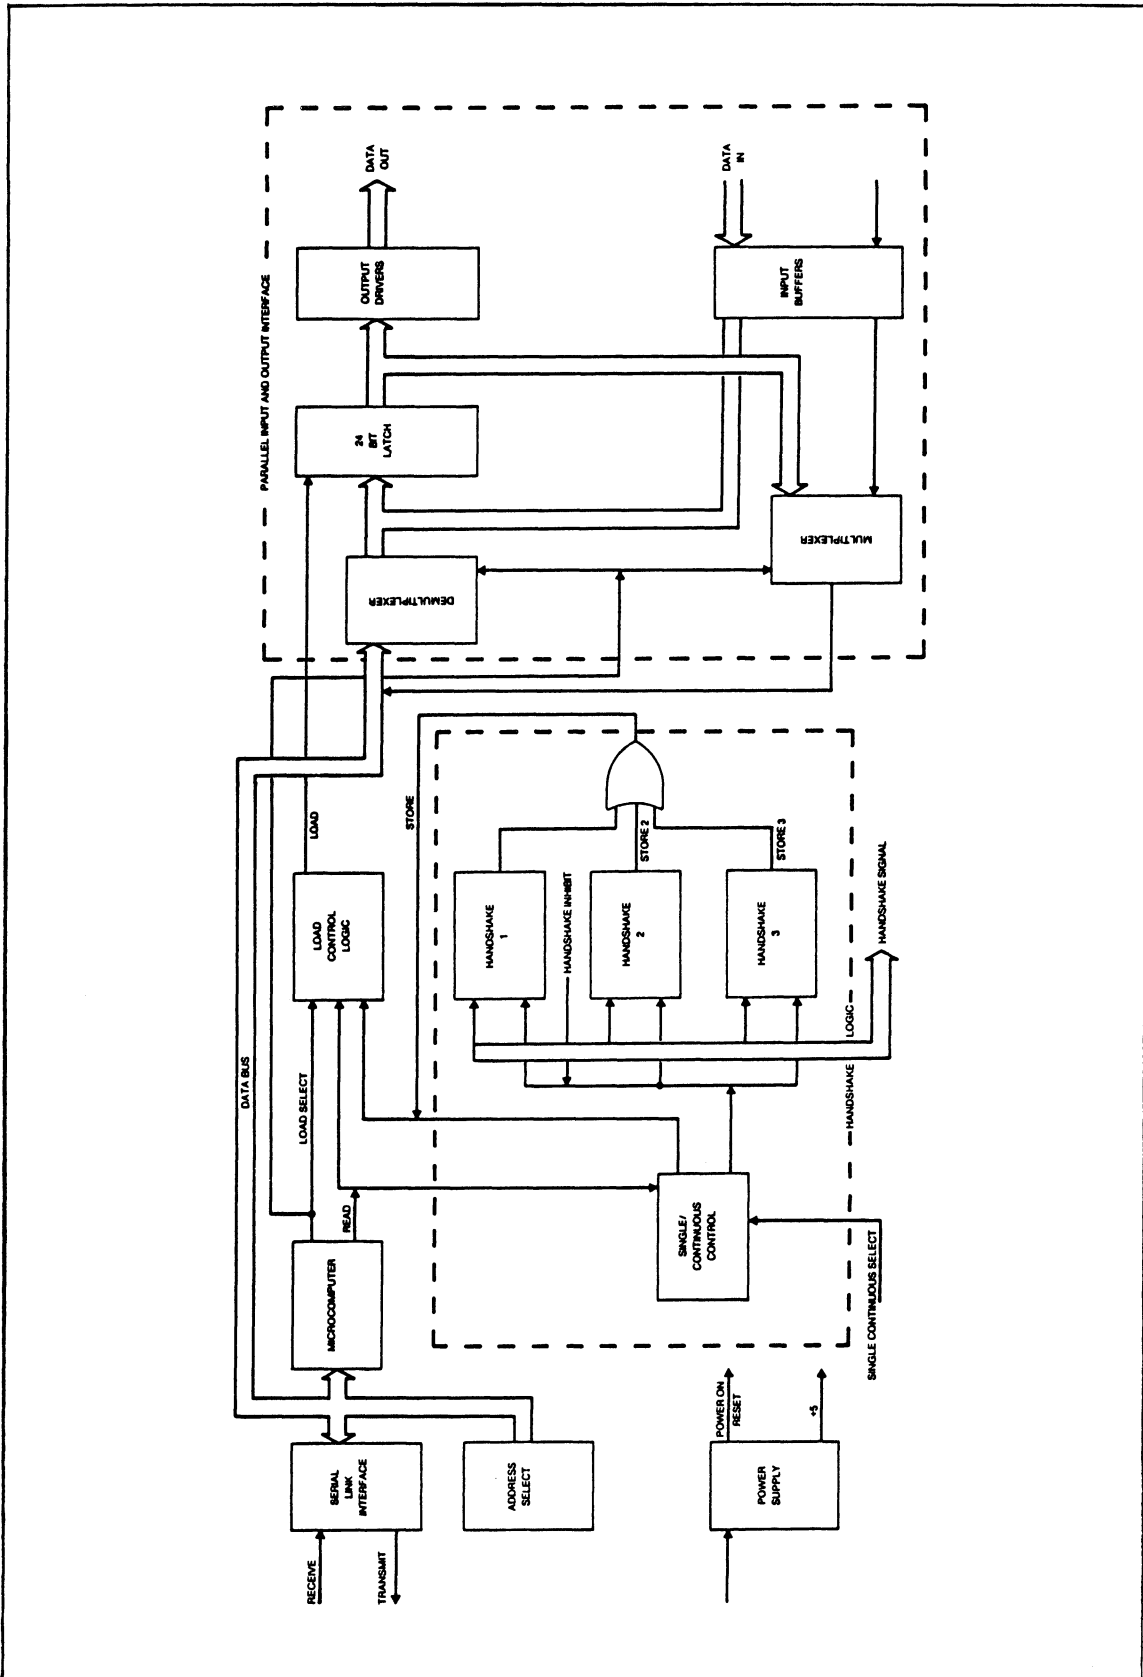 PARALLEL INPUT AND OUTPUT INTERFACE
DATA BUS
RECEIVE
TRANSMIT
SERIAL
LINK
INTERFACE
MICROCOMPUTER
LOAD SELECT
READ
LOAD
CONTROL
LOGIC
LOAD
STORE
DEMULTIPLEXER
24
BIT
LATCH
OUTPUT
DRIVERS
DATA
OUT
ADDRESS
SELECT
HANDSHAKE
1
HANDSHAKE INHIBIT
HANDSHAKE
2
STORE 2
HANDSHAKE
3
STORE 3
SINGLE/
CONTINUOUS
CONTROL
HANDSHAKE LOGIC
HANDSHAKE SIGNAL
SINGLE CONTINUOUS SELECT
POWER
SUPPLY
POWER ON
RESET
+5
MULTIPLEXER
INPUT
BUFFERS
DATA
IN